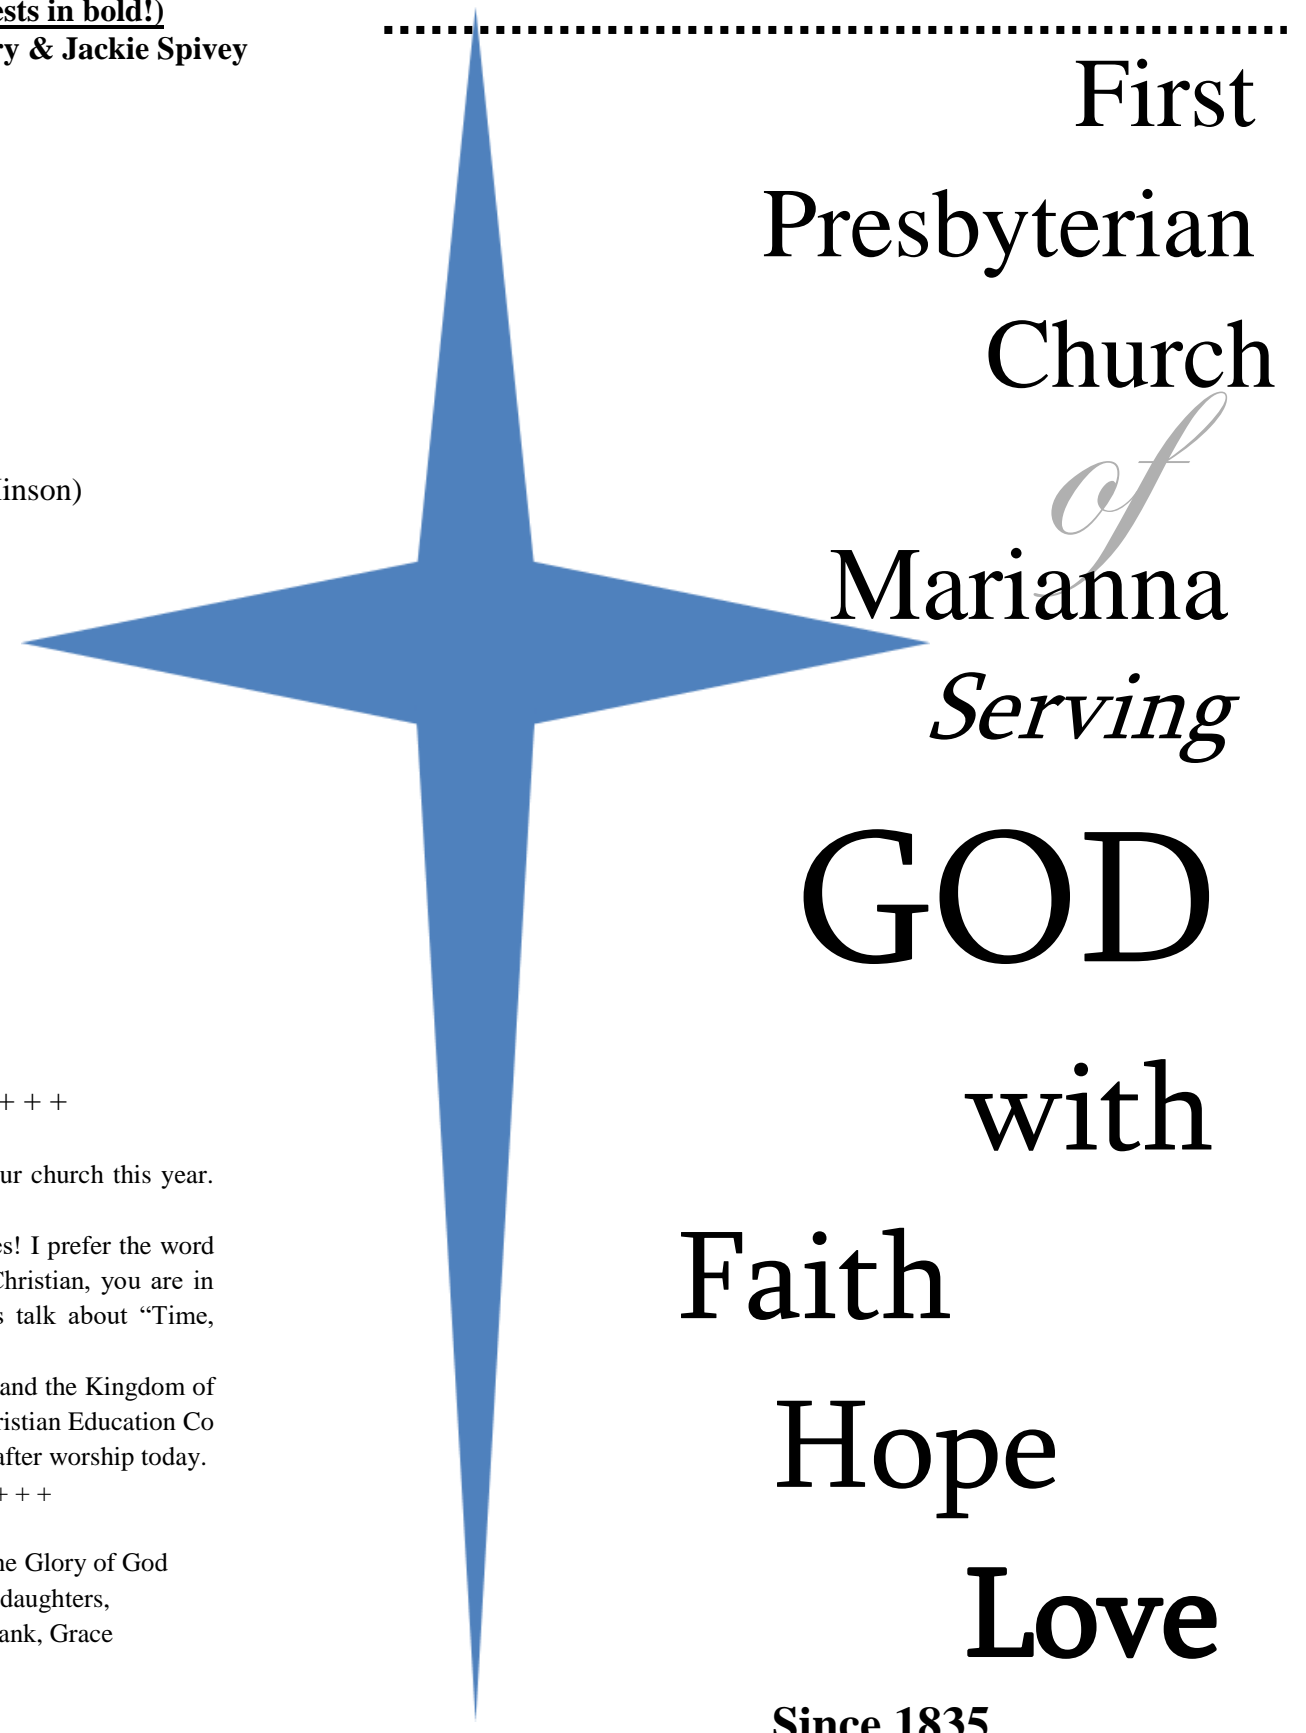 ests in bold!)
ry & Jackie Spivey
inson)
+ + +
ur church this year.
es! I prefer the word
Christian, you are in
s talk about “Time,
and the Kingdom of
ristian Education Co
after worship today.
+ + +
he Glory of God
daughters,
ank, Grace
First
Presbyterian
Church
of
Marianna
Serving
GOD
with
Faith
Hope
Love
Since 1835